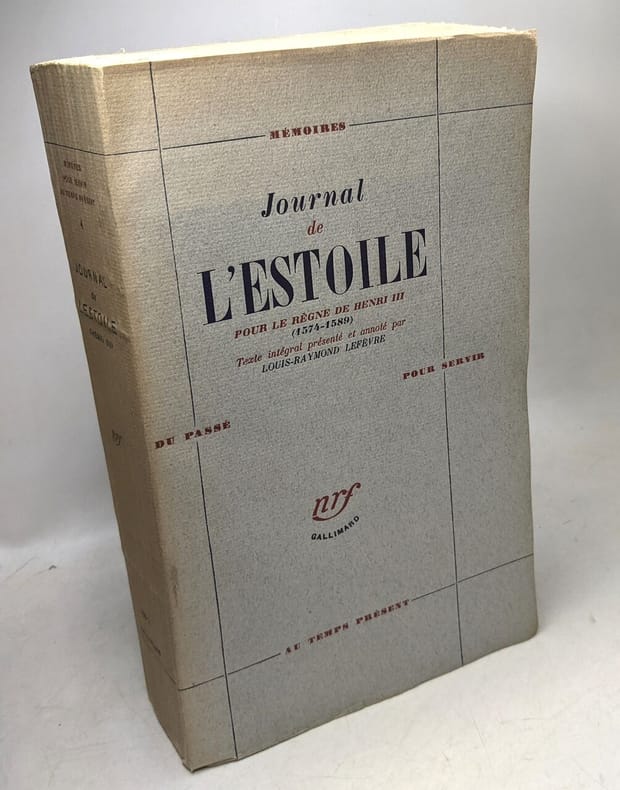 MÉMOIRES
Journal
de
L'ESTOILE
POUR LE RÈGNE DE HENRI III
(1574-1589)
Texte intégral présenté et annoté par
LOUIS-RAYMOND LEFÈVRE
POUR SERVIR
DU PASSÉ
nrf
GALLIMARD
AU TEMPS PRÉSENT
JOURNAL
DE
L'ESTOILE
nrf